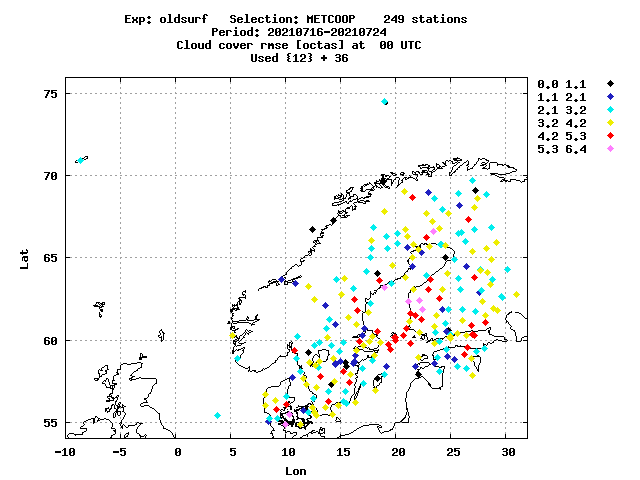 Exp: oldsurf   Selection: METCOOP    249 stations
Period: 20210716-20210724
Cloud cover rmse [octas] at  00 UTC
Used {12} + 36
0.0 1.1
1.1 2.1
2.1 3.2
3.2 4.2
4.2 5.3
5.3 6.4
75
70
65
60
55
Lat
-10 -5 0 5 10 15 20 25 30
Lon